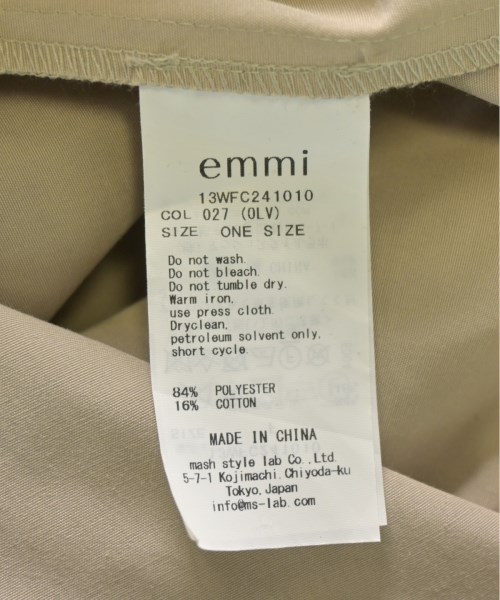 emmi
13WFC241010
COL 027 (OLV)
SIZE ONE SIZE
Do not wash.
Do not bleach.
Do not tumble dry.
Warm iron,
use press cloth.
Dryclean,
petroleum solvent only,
short cycle.
84% POLYESTER
16% COTTON
MADE IN CHINA
mash style lab Co.,Ltd.
5-7-1 Kojimachi, Chiyoda-ku
Tokyo, Japan
info@ms-lab.com